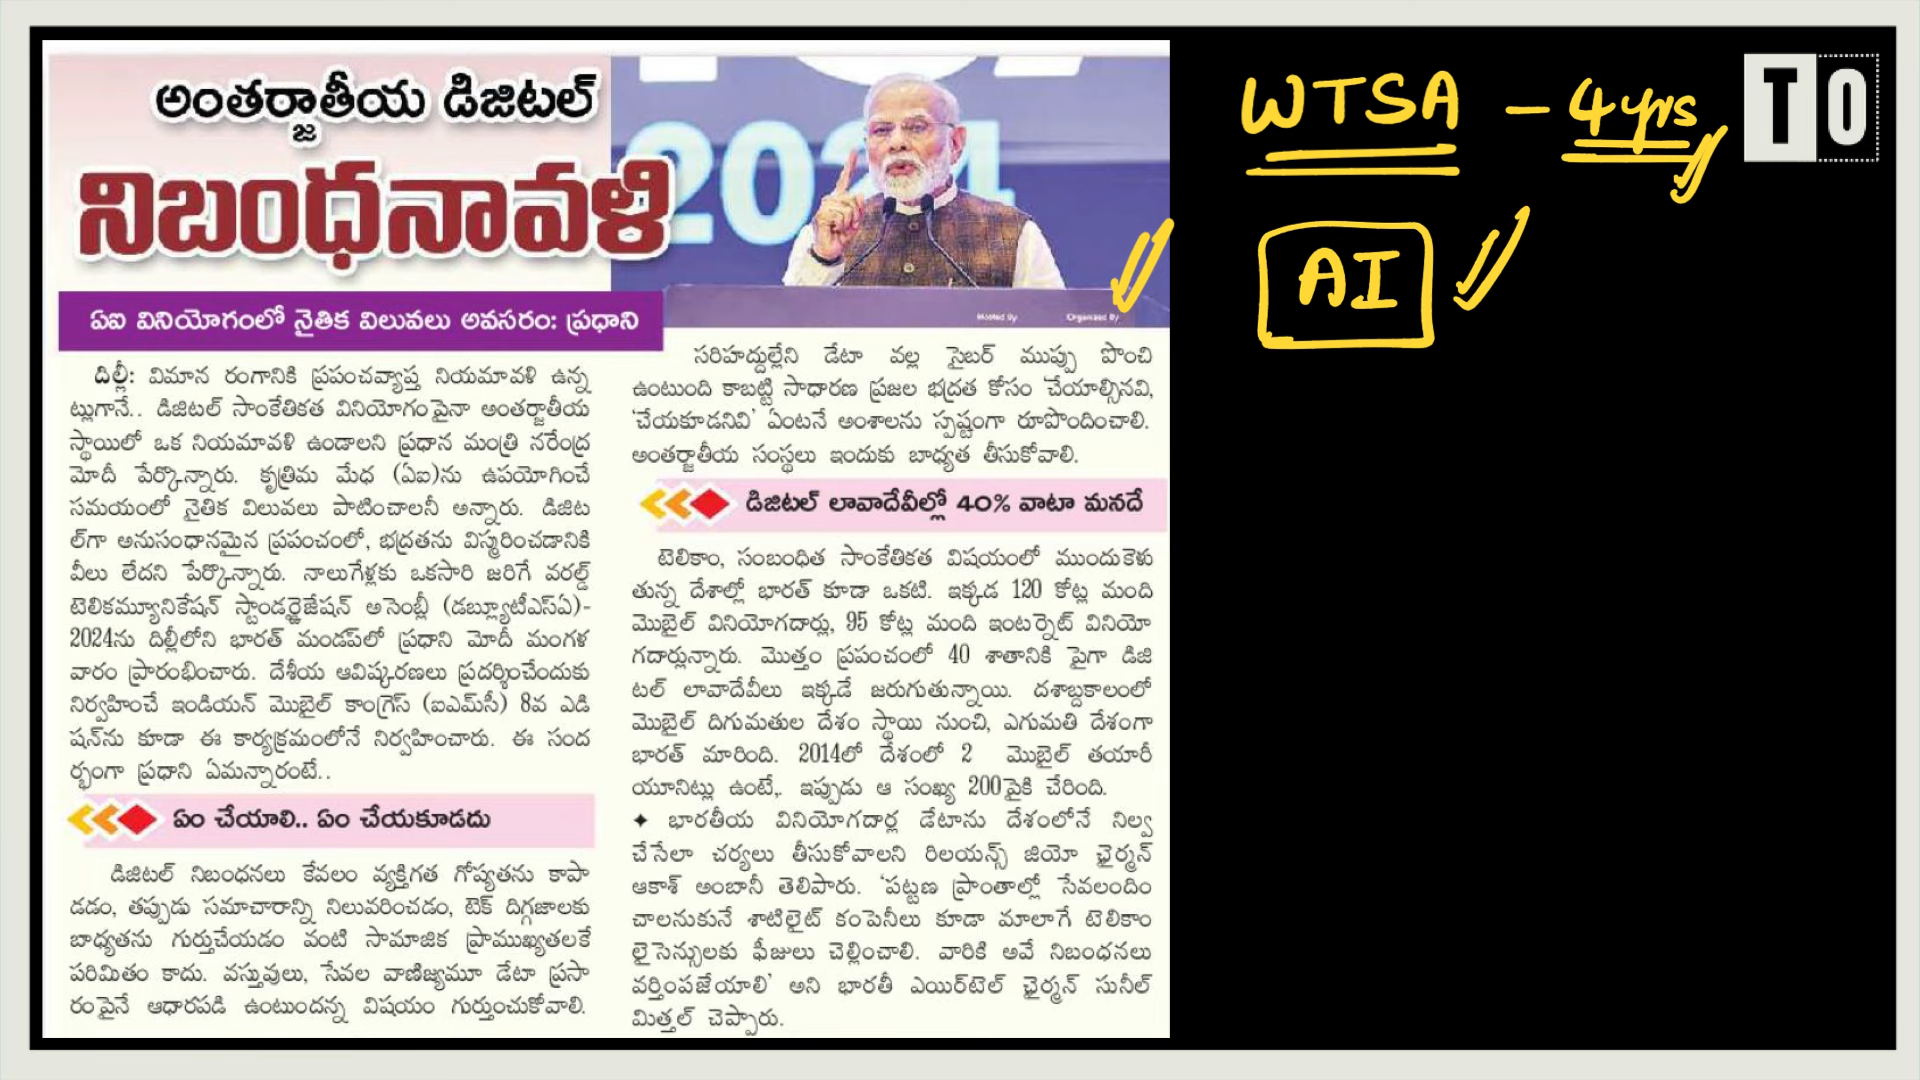 అంతర్జాతీయ డిజిటల్
నిబంధనావళి
2024
ఏఐ వినియోగంలో నైతిక విలువలు అవసరం: ప్రధాని
Hosted By
Organised By
ఢిల్లీ: విమాన రంగానికి ప్రపంచవ్యాప్త నియమావళి ఉన్న
ట్లుగానే.. డిజిటల్ సాంకేతికత వినియోగంపైనా అంతర్జాతీయ
స్థాయిలో ఒక నియమావళి ఉండాలని ప్రధాన మంత్రి నరేంద్ర
మోదీ పేర్కొన్నారు. కృత్రిమ మేధ (ఏఐ)ను ఉపయోగించే
సమయంలో నైతిక విలువలు పాటించాలనీ అన్నారు. డిజిట
ల్‌గా అనుసంధానమైన ప్రపంచంలో, భద్రతను విస్మరించడానికి
వీలు లేదని పేర్కొన్నారు. నాలుగేళ్లకు ఒకసారి జరిగే వరల్డ్
టెలికమ్యూనికేషన్ స్టాండర్డైజేషన్ అసెంబ్లీ (డబ్ల్యూటీఎస్ఏ)-
2024ను దిల్లీలోని భారత్ మండప్‌లో ప్రధాని మోదీ మంగళ
వారం ప్రారంభించారు. దేశీయ ఆవిష్కరణలు ప్రదర్శించేందుకు
నిర్వహించే ఇండియన్ మొబైల్ కాంగ్రెస్ (ఐఎమ్‌సీ) 8వ ఎడి
షన్‌ను కూడా ఈ కార్యక్రమంలోనే నిర్వహించారు. ఈ సంద
ర్భంగా ప్రధాని ఏమన్నారంటే..
ఏం చేయాలి.. ఏం చేయకూడదు
డిజిటల్ నిబంధనలు కేవలం వ్యక్తిగత గోప్యతను కాపా
డడం, తప్పుడు సమాచారాన్ని నిలువరించడం, టెక్ దిగ్గజాలకు
బాధ్యతను గుర్తుచేయడం వంటి సామాజిక ప్రాముఖ్యతలకే
పరిమితం కాదు. వస్తువులు, సేవల వాణిజ్యమూ డేటా ప్రసా
రంపైనే ఆధారపడి ఉంటుందన్న విషయం గుర్తుంచుకోవాలి.
సరిహద్దుల్లేని డేటా వల్ల సైబర్ ముప్పు పొంచి
ఉంటుంది కాబట్టి సాధారణ ప్రజల భద్రత కోసం 'చేయాల్సినవి,
'చేయకూడనివి' ఏంటనే అంశాలను స్పష్టంగా రూపొందించాలి.
అంతర్జాతీయ సంస్థలు ఇందుకు బాధ్యత తీసుకోవాలి.
డిజిటల్ లావాదేవీల్లో 40% వాటా మనదే
టెలికాం, సంబంధిత సాంకేతికత విషయంలో ముందుకెళు
తున్న దేశాల్లో భారత్ కూడా ఒకటి. ఇక్కడ 120 కోట్ల మంది
మొబైల్ వినియోగదార్లు, 95 కోట్ల మంది ఇంటర్నెట్ వినియో
గదార్లున్నారు. మొత్తం ప్రపంచంలో 40 శాతానికి పైగా డిజి
టల్ లావాదేవీలు ఇక్కడే జరుగుతున్నాయి. దశాబ్దకాలంలో
మొబైల్ దిగుమతుల దేశం స్థాయి నుంచి, ఎగుమతి దేశంగా
భారత్ మారింది. 2014లో దేశంలో 2 మొబైల్ తయారీ
యూనిట్లు ఉంటే,. ఇప్పుడు ఆ సంఖ్య 200పైకి చేరింది.
✦ భారతీయ వినియోగదార్ల డేటాను దేశంలోనే నిల్వ
చేసేలా చర్యలు తీసుకోవాలని రిలయన్స్ జియో ఛైర్మన్
ఆకాశ్ అంబానీ తెలిపారు. 'పట్టణ ప్రాంతాల్లో సేవలందిం
చాలనుకునే శాటిలైట్ కంపెనీలు కూడా మాలాగే టెలికాం
లైసెన్సులకు ఫీజులు చెల్లించాలి. వారికి అవే నిబంధనలు
వర్తింపజేయాలి' అని భారతీ ఎయిర్‌టెల్ ఛైర్మన్ సునీల్
మిత్తల్ చెప్పారు.
WTSA – 4 yrs
AI
TO